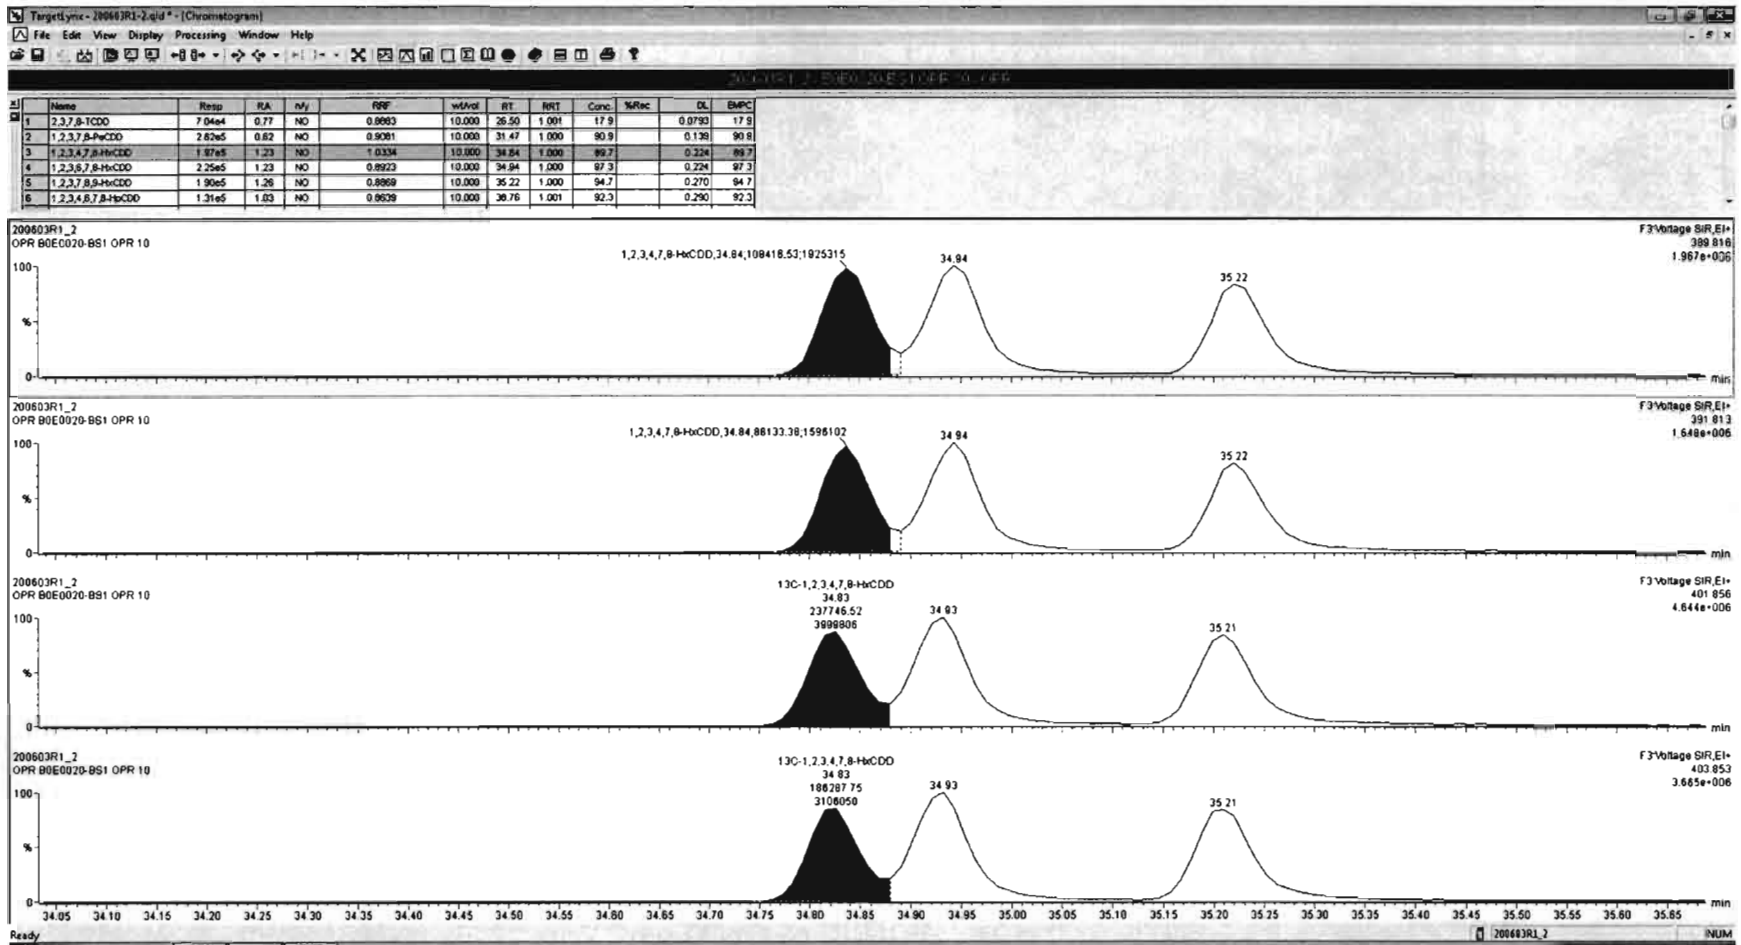 TargetLynx - 200603R1-2.qld * - [Chromatogram]
File Edit View Display Processing Window Help
Name Resp RA n/y RRF wt/vol RT RRT Conc. %Rec DL EMPC
1 2,3,7,8-TCDD 7.04e4 0.77 NO 0.8883 10.000 26.50 1.001 17.9 0.0793 17.9
2 1,2,3,7,8-PeCDD 2.62e5 0.62 NO 0.9081 10.000 31.47 1.000 90.9 0.139 90.8
3 1,2,3,4,7,8-HxCDD 1.97e5 1.23 NO 1.0334 10.000 34.84 1.000 89.7 0.224 89.7
4 1,2,3,6,7,8-HxCDD 2.25e5 1.23 NO 0.8923 10.000 34.94 1.000 97.3 0.224 97.3
5 1,2,3,7,8,9-HxCDD 1.90e5 1.26 NO 0.8869 10.000 35.22 1.000 94.7 0.270 94.7
6 1,2,3,4,6,7,8-HpCDD 1.31e5 1.03 NO 0.8639 10.000 38.76 1.001 92.3 0.290 92.3
200603R1_2
OPR B0E0020-BS1 OPR 10
F3:Voltage SIR,EI+
389.816
1.967e+006
1,2,3,4,7,8-HxCDD,34.84;108416.53;1925315
34.94
35.22
100
%
0
min
200603R1_2
OPR B0E0020-BS1 OPR 10
F3:Voltage SIR,EI+
391.813
1.648e+006
1,2,3,4,7,8-HxCDD,34.84,88133.38;1596102
34.94
35.22
100
%
0
min
200603R1_2
OPR B0E0020-BS1 OPR 10
F3:Voltage SIR,EI+
401.856
4.644e+006
13C-1,2,3,4,7,8-HxCDD
34.83
237746.52
3999806
34.93
35.21
100
%
0
min
200603R1_2
OPR B0E0020-BS1 OPR 10
F3:Voltage SIR,EI+
403.853
3.665e+006
13C-1,2,3,4,7,8-HxCDD
34.83
186287.75
3106050
34.93
35.21
100
%
0
min
34.05 34.10 34.15 34.20 34.25 34.30 34.35 34.40 34.45 34.50 34.55 34.60 34.65 34.70 34.75 34.80 34.85 34.90 34.95 35.00 35.05 35.10 35.15 35.20 35.25 35.30 35.35 35.40 35.45 35.50 35.55 35.60 35.65
Ready 200603R1_2 NUM